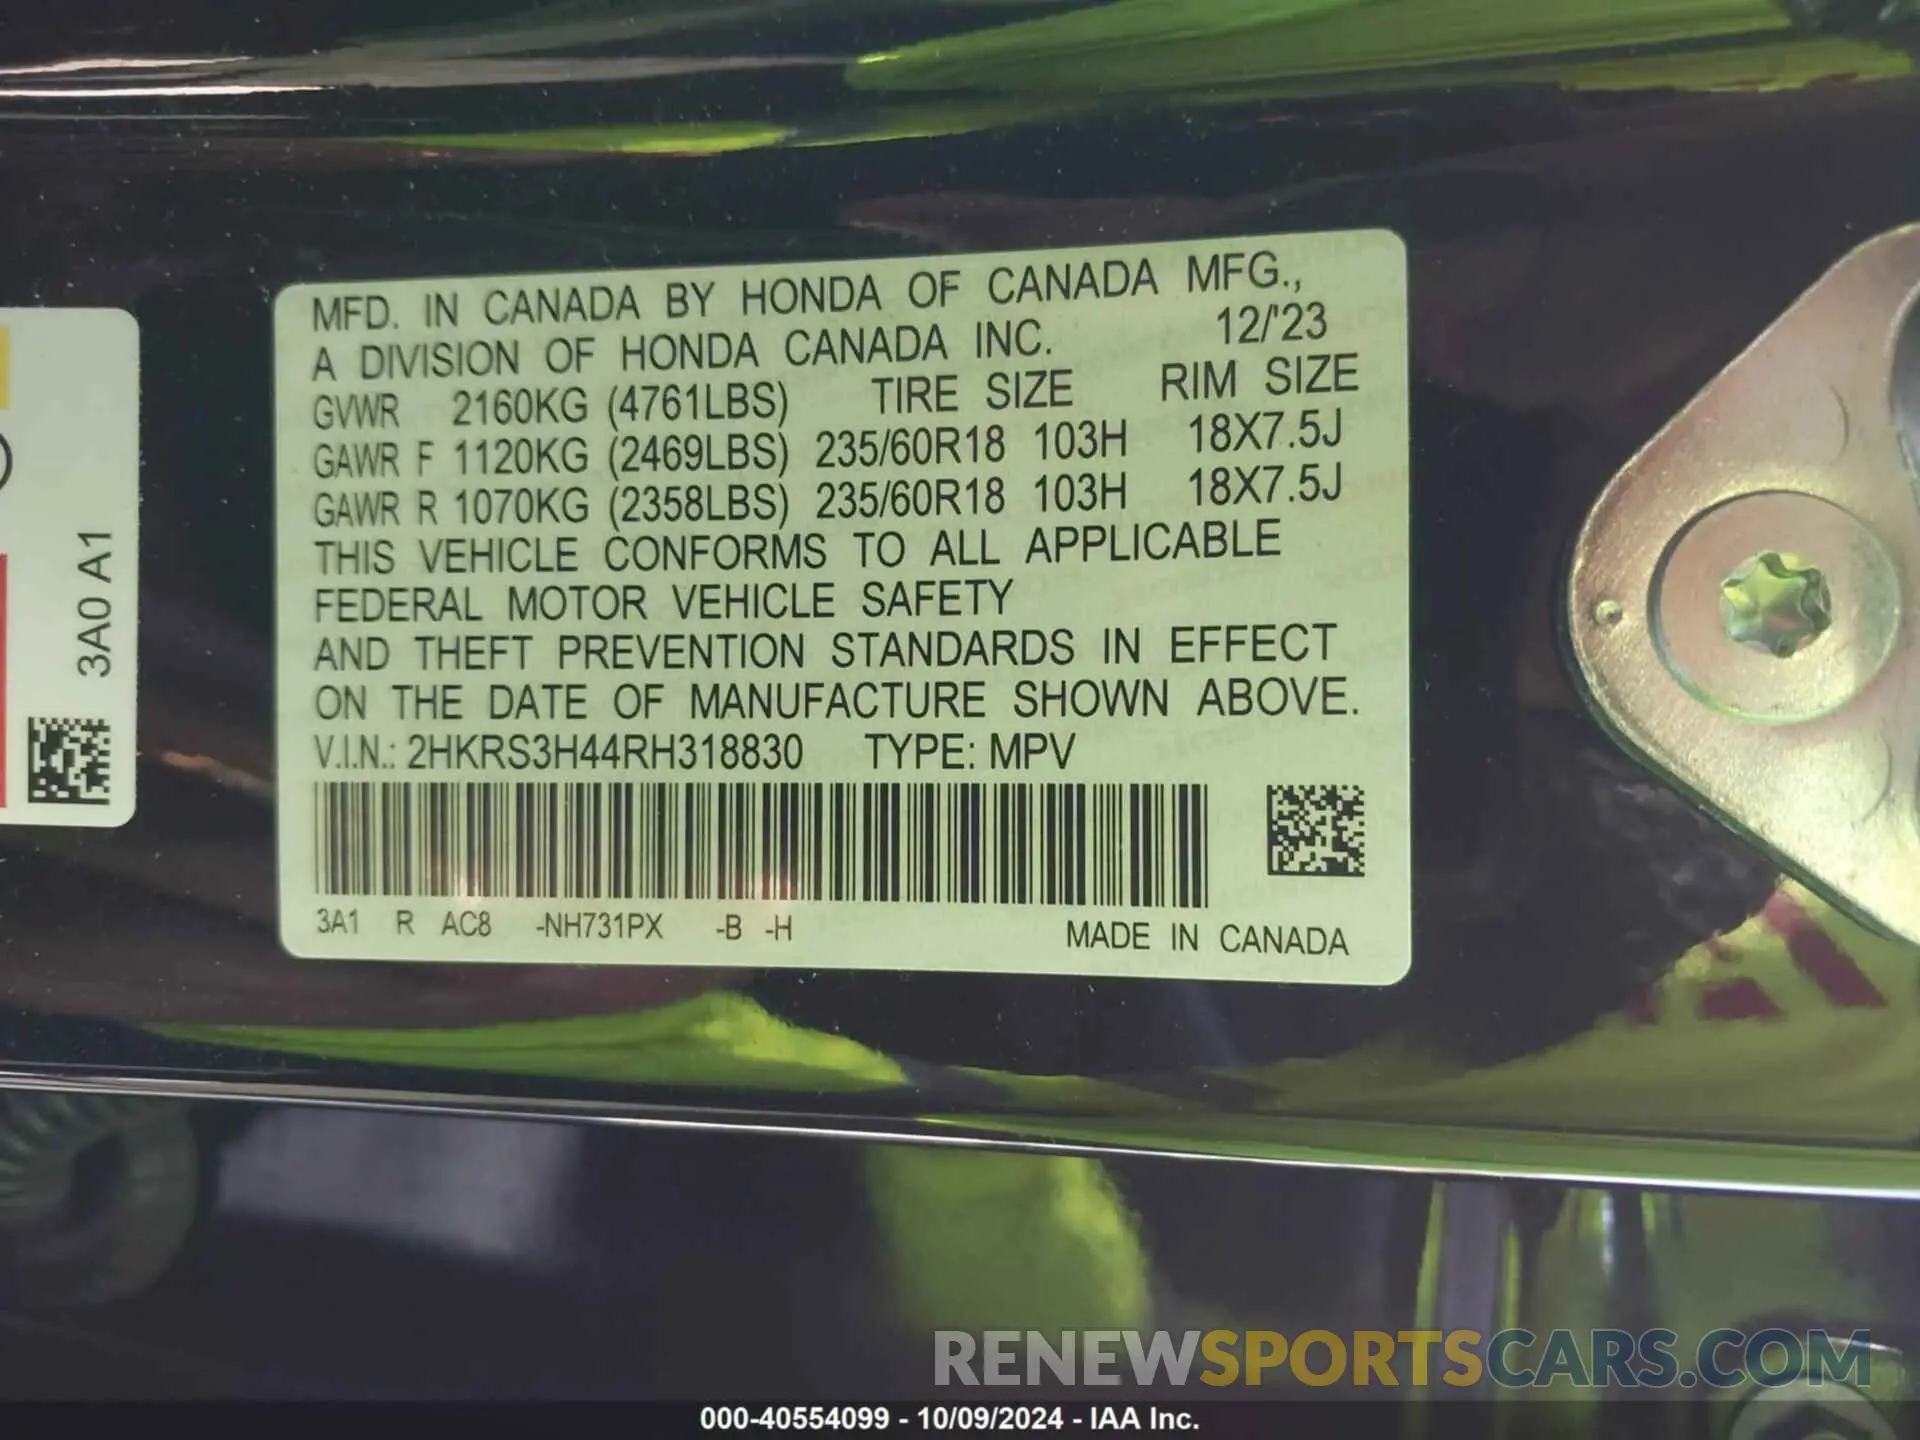 MFD. IN CANADA BY HONDA OF CANADA MFG.,
A DIVISION OF HONDA CANADA INC. 12/'23
GVWR 2160KG (4761LBS) TIRE SIZE RIM SIZE
GAWR F 1120KG (2469LBS) 235/60R18 103H 18X7.5J
GAWR R 1070KG (2358LBS) 235/60R18 103H 18X7.5J
THIS VEHICLE CONFORMS TO ALL APPLICABLE
FEDERAL MOTOR VEHICLE SAFETY
AND THEFT PREVENTION STANDARDS IN EFFECT
ON THE DATE OF MANUFACTURE SHOWN ABOVE.
V.I.N.: 2HKRS3H44RH318830 TYPE: MPV
3A1 R AC8 -NH731PX -B -H MADE IN CANADA
3A0 A1
RENEWSPORTSCARS.COM
000-40554099 - 10/09/2024 - IAA Inc.